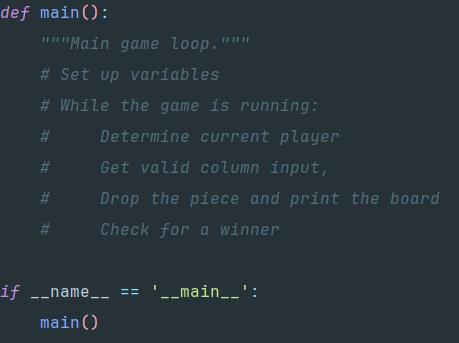 def main():
    """Main game loop."""
    # Set up variables
    # While the game is running:
    #     Determine current player
    #     Get valid column input,
    #     Drop the piece and print the board
    #     Check for a winner

if __name__ == '__main__':
    main()